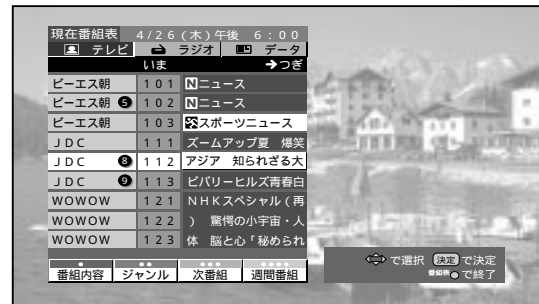 現在番組表 4/26(木)午後 6:00
テレビ ラジオ データ
いま →つぎ
ビーエス朝 101 Nニュース
ビーエス朝 5 102 Nニュース
ビーエス朝 103 スポーツニュース
JDC 111 ズームアップ夏 爆笑
JDC 8 112 アジア 知られざる大
JDC 9 113 ビバリーヒルズ青春白
WOWOW 121 NHKスペシャル(再
WOWOW 122 ) 驚愕の小宇宙・人
WOWOW 123 体 脳と心「秘められ
で選択 決定で決定
番組表 で終了
番組内容 ジャンル 次番組 週間番組